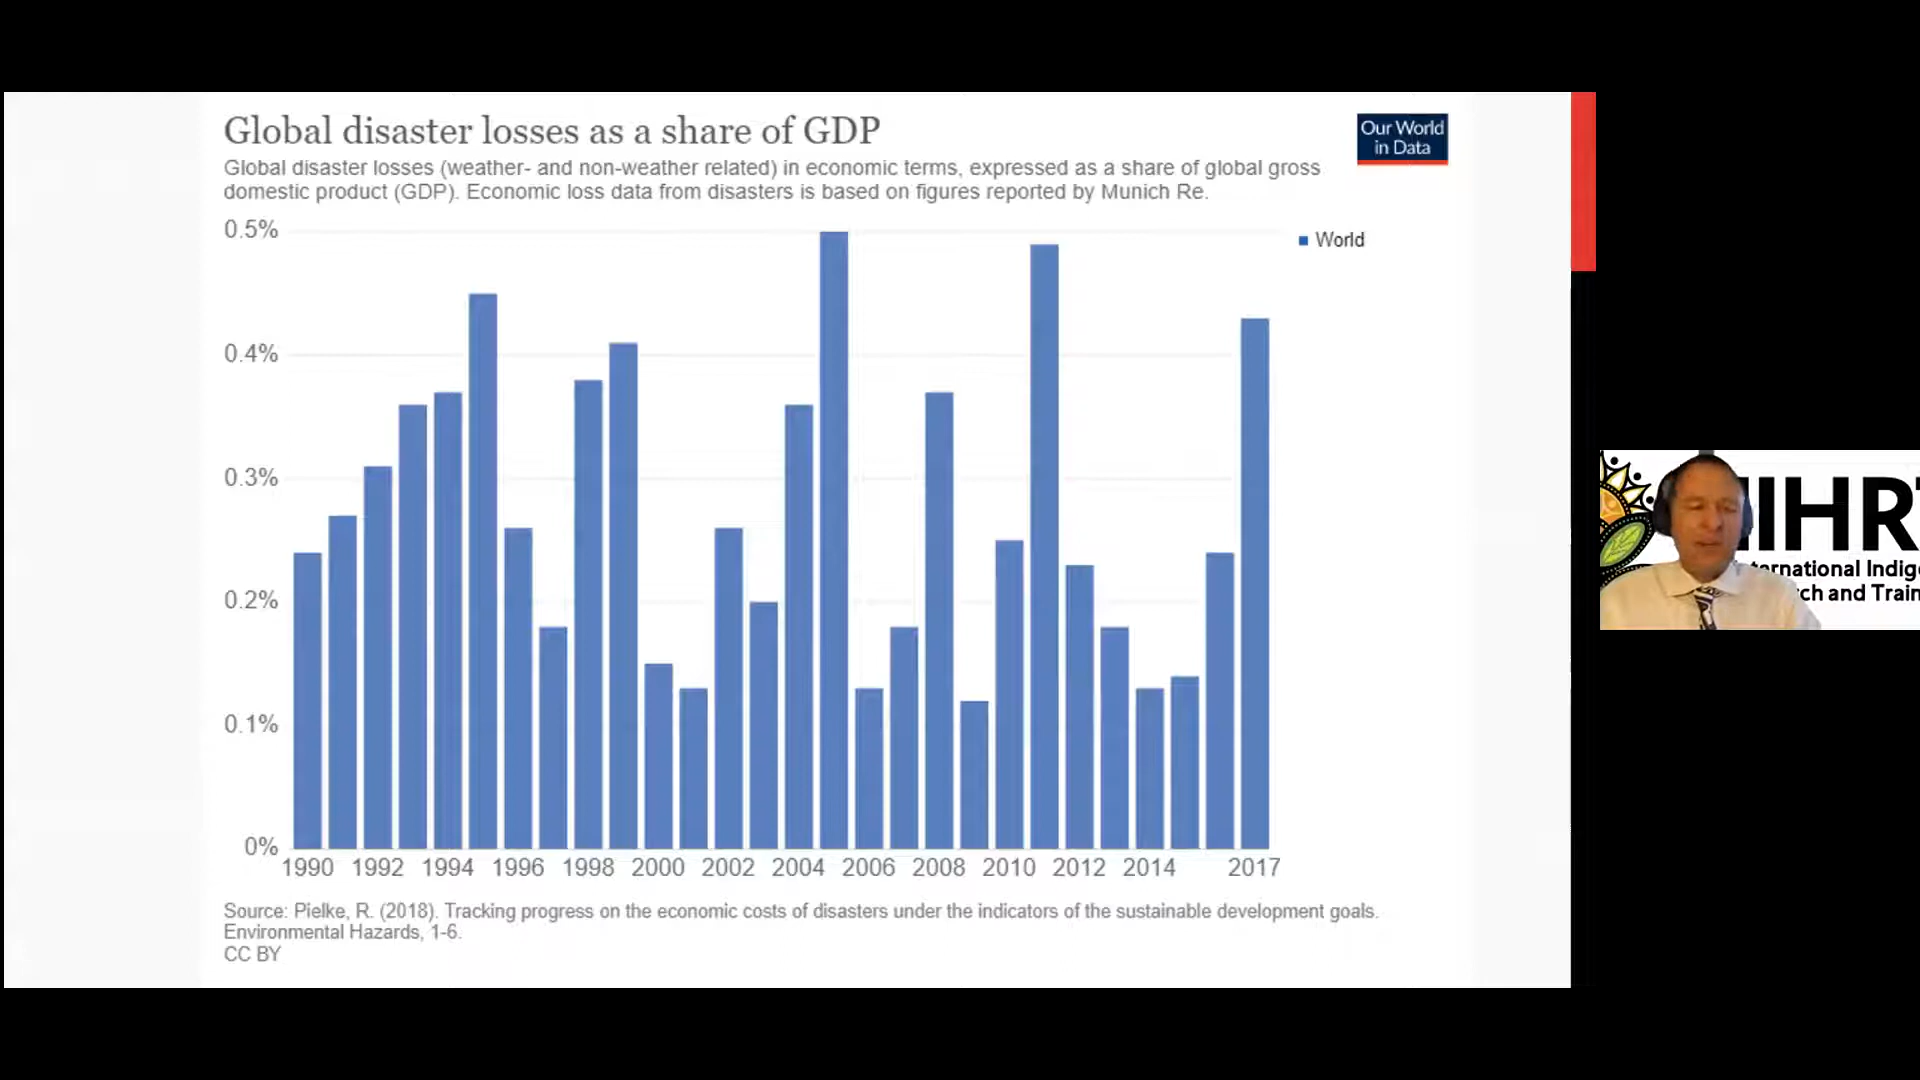 Global disaster losses as a share of GDP
Our World
in Data
Global disaster losses (weather- and non-weather related) in economic terms, expressed as a share of global gross
domestic product (GDP). Economic loss data from disasters is based on figures reported by Munich Re.
0.5%
World
0.4%
0.3%
0.2%
0.1%
0%
1990 1992 1994 1996 1998 2000 2002 2004 2006 2008 2010 2012 2014 2017
Source: Pielke, R. (2018). Tracking progress on the economic costs of disasters under the indicators of the sustainable development goals.
Environmental Hazards, 1-6.
CC BY
IHR
ternational Indig
ch and Train